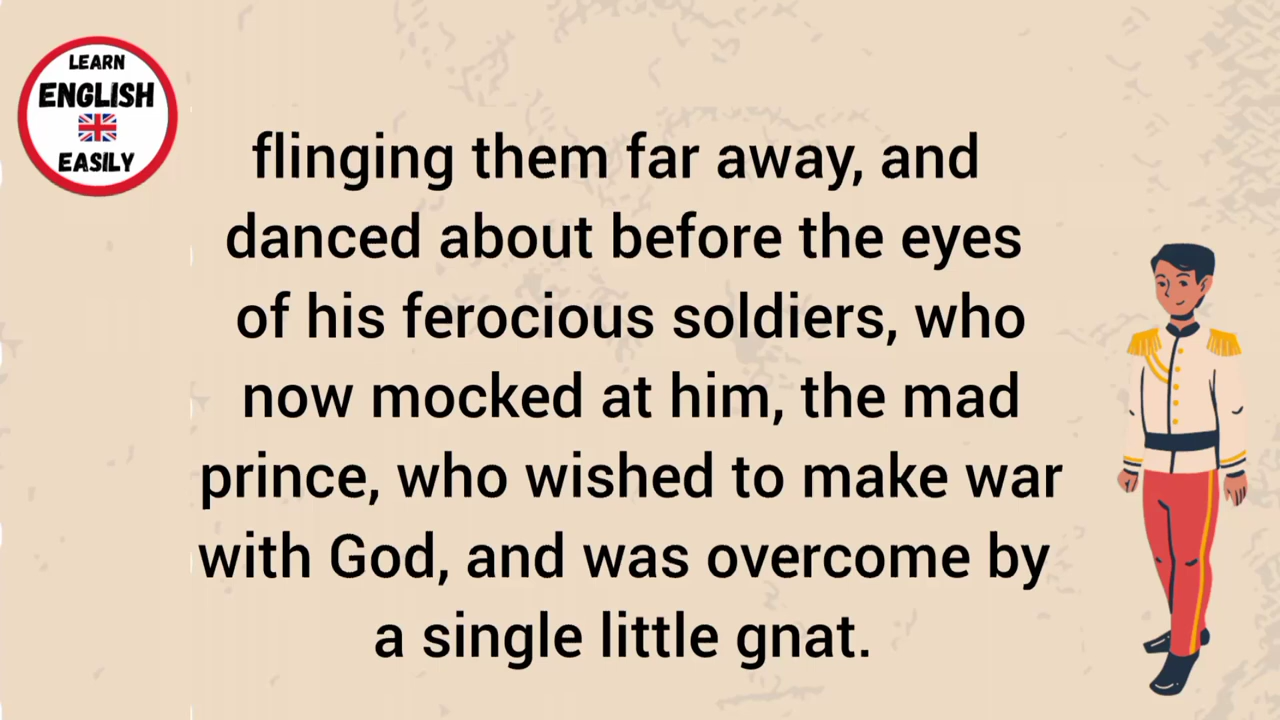 LEARN
ENGLISH
EASILY
flinging them far away, and
danced about before the eyes
of his ferocious soldiers, who
now mocked at him, the mad
prince, who wished to make war
with God, and was overcome by
a single little gnat.